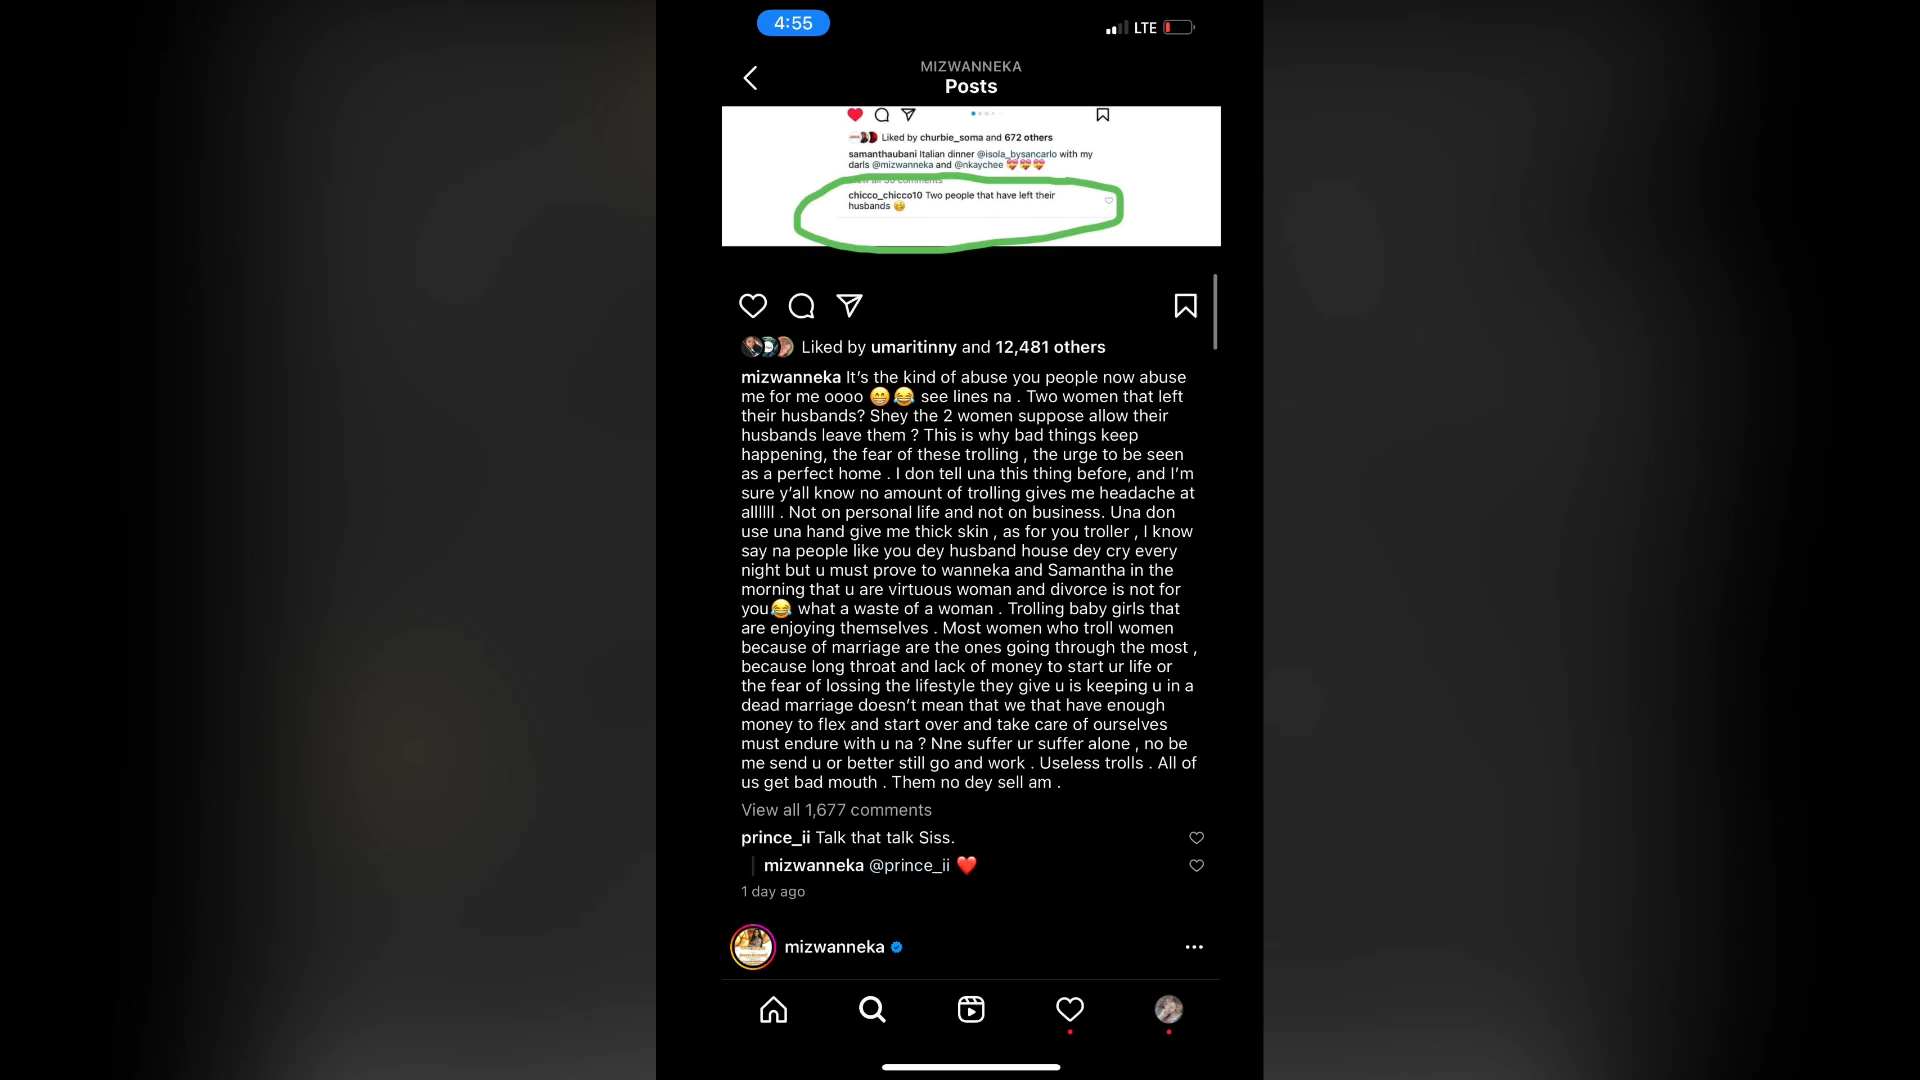 4:55
LTE
MIZWANNEKA
Posts
Liked by churbie_soma and 672 others
samanthaubani Italian dinner @isola_bysancarlo with my
darls @mizwanneka and @nkaychee 💝💝💝
chicco_chicco10 Two people that have left their
husbands 🥴
Liked by umaritinny and 12,481 others
mizwanneka It’s the kind of abuse you people now abuse
me for me oooo 😁😂 see lines na . Two women that left
their husbands? Shey the 2 women suppose allow their
husbands leave them ? This is why bad things keep
happening, the fear of these trolling , the urge to be seen
as a perfect home . I don tell una this thing before, and I’m
sure y’all know no amount of trolling gives me headache at
allllll . Not on personal life and not on business. Una don
use una hand give me thick skin , as for you troller , I know
say na people like you dey husband house dey cry every
night but u must prove to wanneka and Samantha in the
morning that u are virtuous woman and divorce is not for
you😂 what a waste of a woman . Trolling baby girls that
are enjoying themselves . Most women who troll women
because of marriage are the ones going through the most ,
because long throat and lack of money to start ur life or
the fear of lossing the lifestyle they give u is keeping u in a
dead marriage doesn’t mean that we that have enough
money to flex and start over and take care of ourselves
must endure with u na ? Nne suffer ur suffer alone , no be
me send u or better still go and work . Useless trolls . All of
us get bad mouth . Them no dey sell am .
View all 1,677 comments
prince_ii Talk that talk Siss.
mizwanneka @prince_ii ❤️
1 day ago
mizwanneka